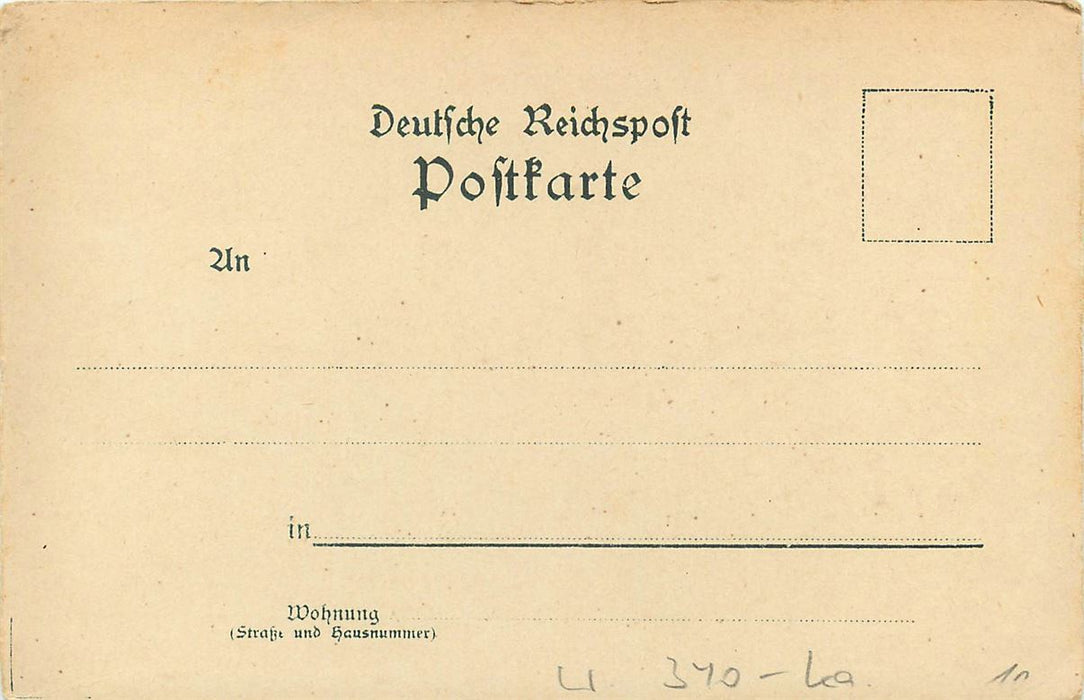 Deutsche Reichspost
Postkarte
An
in
Wohnung
(Straße und Hausnummer)